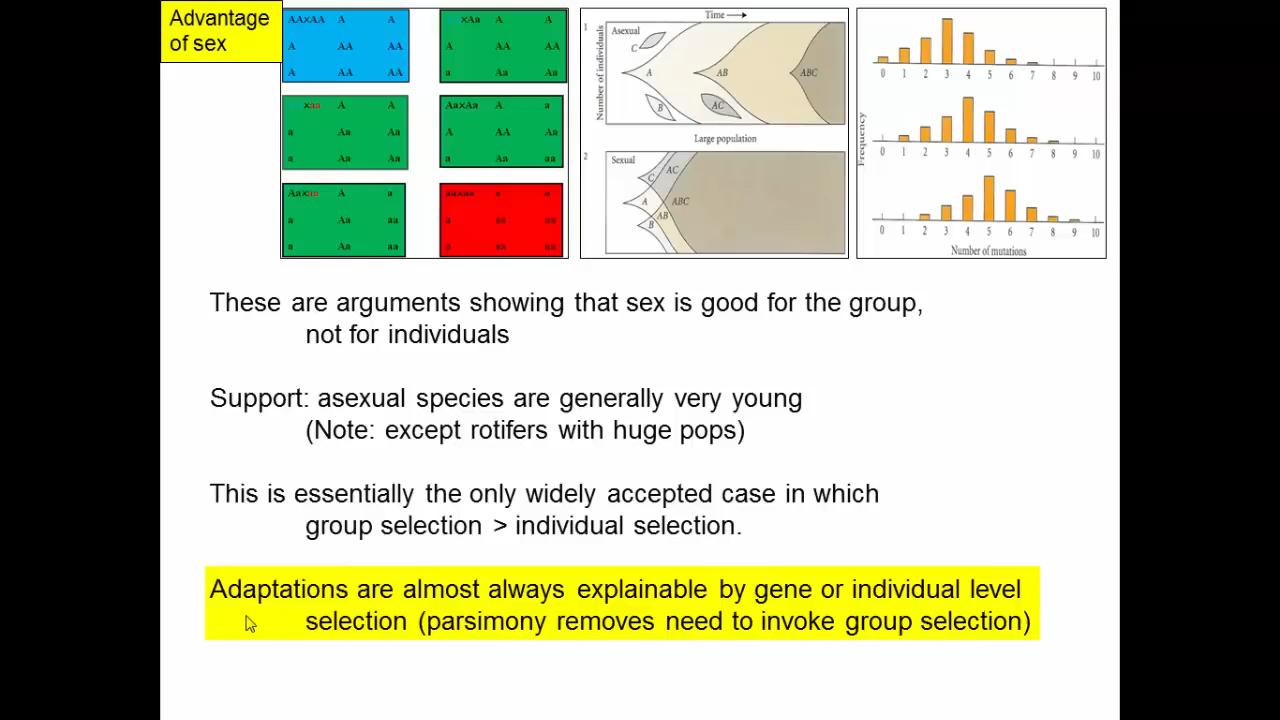 Advantage
of sex
AA×AA A A
A AA AA
A AA AA
×Aa A A
A AA AA
a Aa Aa
×aa A A
a Aa Aa
a Aa Aa
Aa×Aa A a
A AA Aa
a Aa aa
Aa×aa A a
a Aa aa
a Aa aa
aa×aa a a
a aa aa
a aa aa
Time
1
Asexual
Number of individuals
C
A
B
AB
AC
ABC
Large population
2
Sexual
C
AC
A
ABC
AB
B
0 1 2 3 4 5 6 7 8 9 10
0 1 2 3 4 5 6 7 8 9 10
Frequency
0 1 2 3 4 5 6 7 8 9 10
Number of mutations
These are arguments showing that sex is good for the group,
not for individuals
Support: asexual species are generally very young
(Note: except rotifers with huge pops)
This is essentially the only widely accepted case in which
group selection > individual selection.
Adaptations are almost always explainable by gene or individual level
selection (parsimony removes need to invoke group selection)